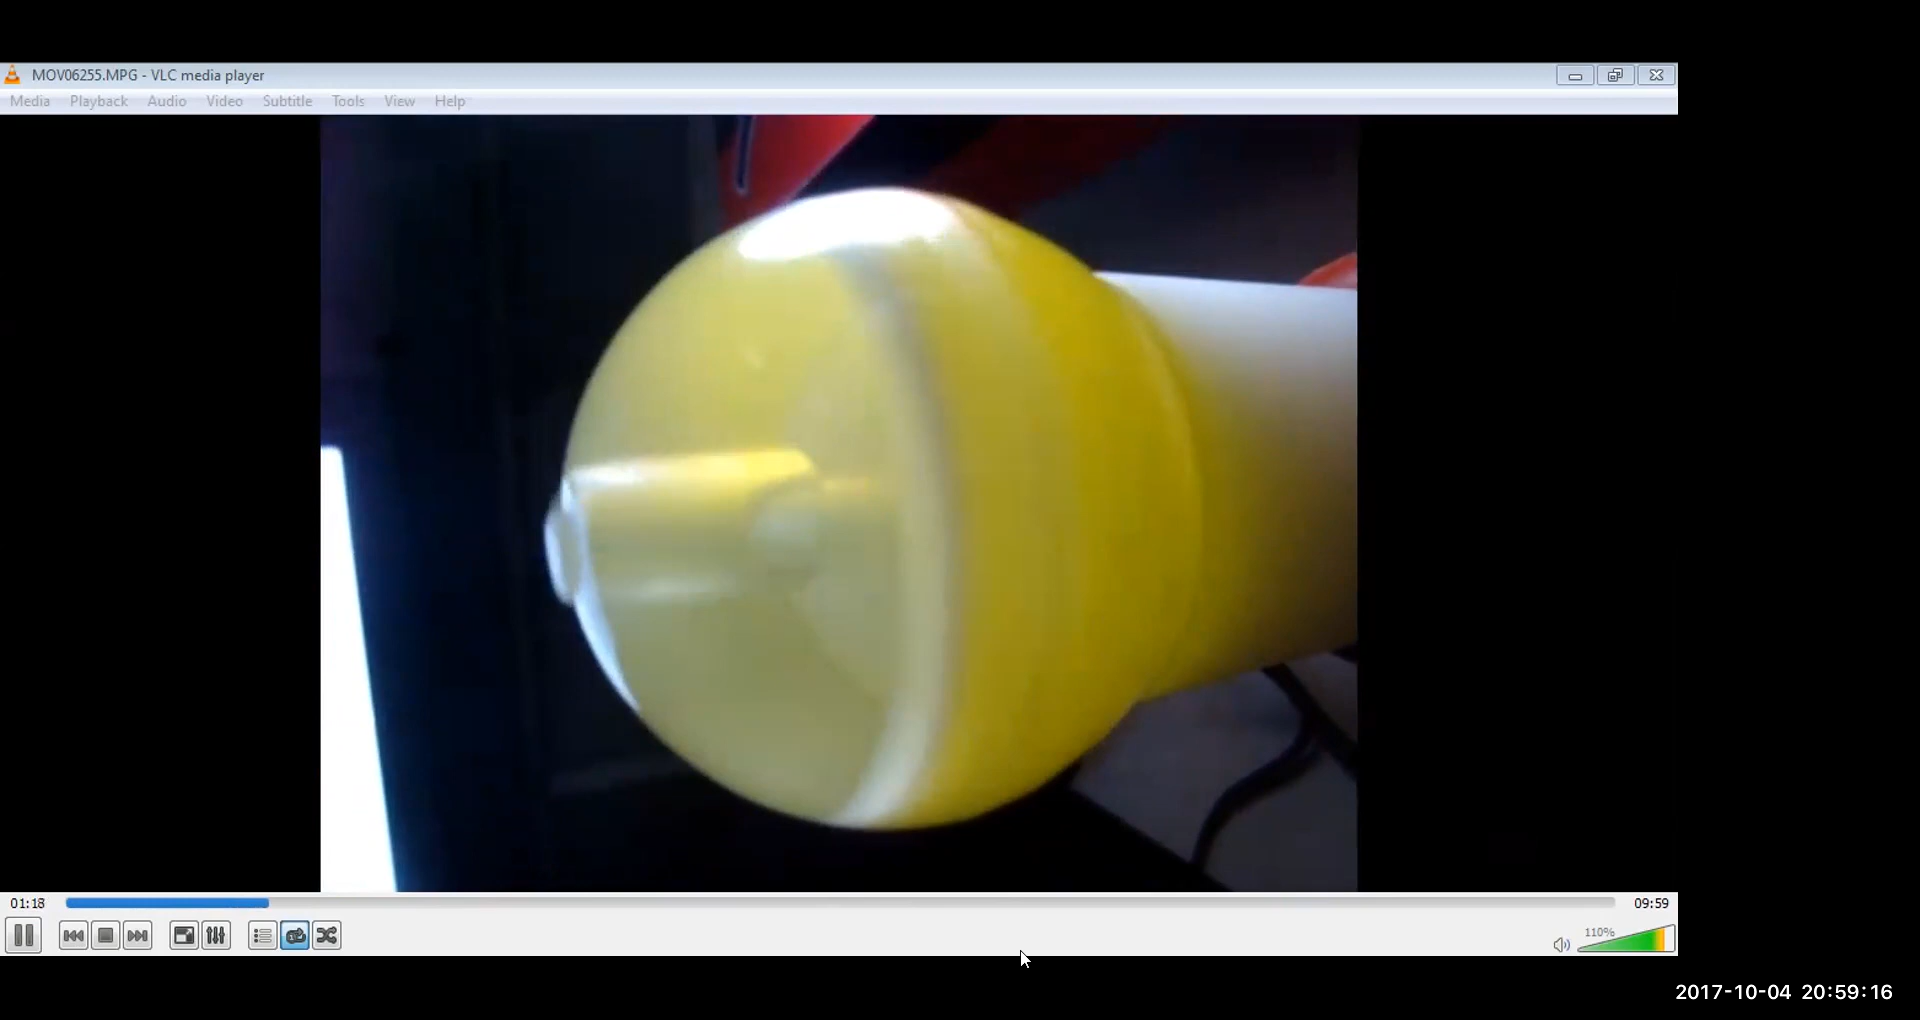 MOV06255.MPG - VLC media player
Media Playback Audio Video Subtitle Tools View Help
01:18
09:59
110%
2017-10-04 20:59:16